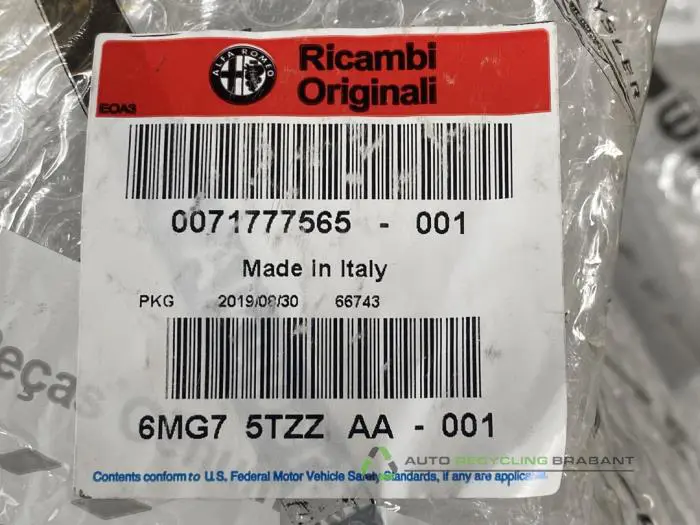 ALFA ROMEO
Ricambi
Originali
EOA3
0071777565 - 001
Made in Italy
PKG 2019/08/30 66743
6MG7 5TZZ AA - 001
AUTO RECYCLING BRABANT
Contents conform to U.S. Federal Motor Vehicle Safety Standards, if any are applicable.
Peças